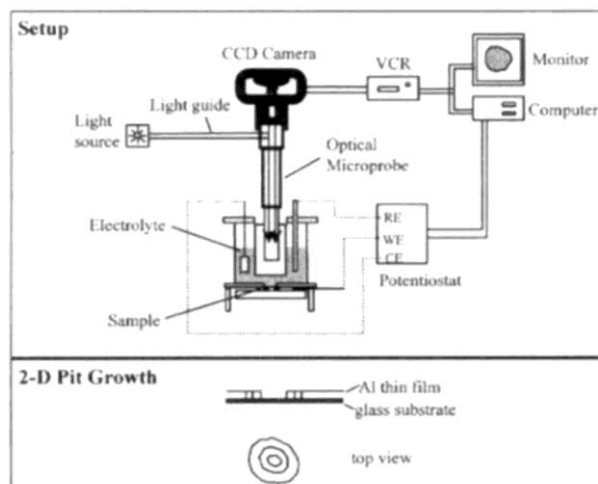 Setup
CCD Camera
VCR
Monitor
Light guide
Computer
Light source
Optical Microprobe
Electrolyte
RE
WE
CE
Potentiostat
Sample
2-D Pit Growth
Al thin film
glass substrate
top view